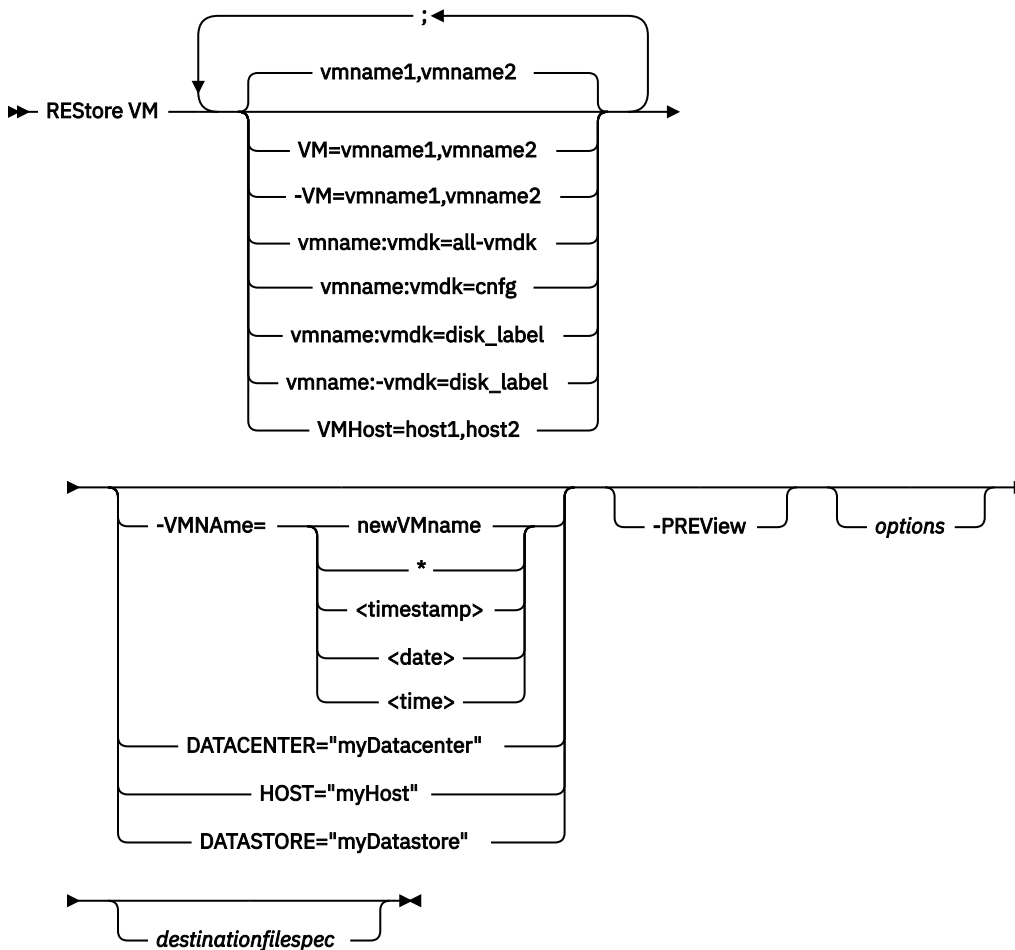 ;
vmname1,vmname2
REStore VM
VM=vmname1,vmname2
-VM=vmname1,vmname2
vmname:vmdk=all-vmdk
vmname:vmdk=cnfg
vmname:vmdk=disk_label
vmname:-vmdk=disk_label
VMHost=host1,host2
-VMNAme= newVMname
*
<timestamp>
<date>
<time>
DATACENTER="myDatacenter"
HOST="myHost"
DATASTORE="myDatastore"
-PREView
options
destinationfilespec